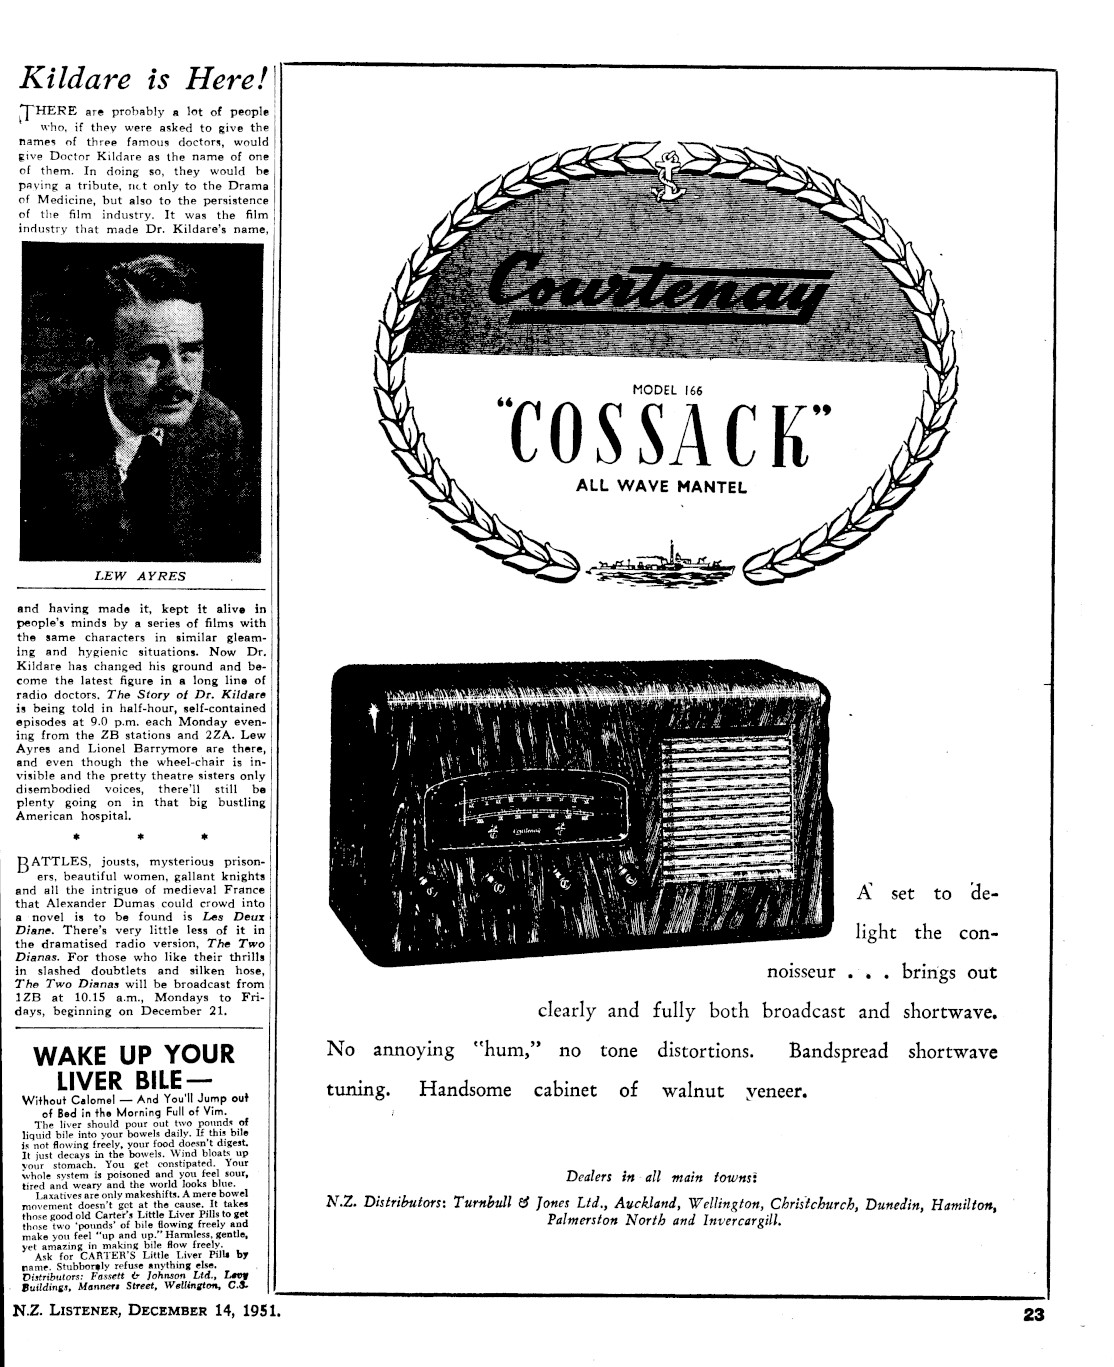 Kildare is Here!
THERE are probably a lot of people
who, if they were asked to give the
names of three famous doctors, would
give Doctor Kildare as the name of one
of them. In doing so, they would be
paying a tribute, not only to the Drama
of Medicine, but also to the persistence
of the film industry. It was the film
industry that made Dr. Kildare's name,
LEW AYRES
and having made it, kept it alive in
people's minds by a series of films with
the same characters in similar gleam-
ing and hygienic situations. Now Dr.
Kildare has changed his ground and be-
come the latest figure in a long line of
radio doctors. The Story of Dr. Kildare
is being told in half-hour, self-contained
episodes at 9.0 p.m. each Monday even-
ing from the ZB stations and 2ZA. Lew
Ayres and Lionel Barrymore are there,
and even though the wheel-chair is in-
visible and the pretty theatre sisters only
disembodied voices, there'll still be
plenty going on in that big bustling
American hospital.
* * *
BATTLES, jousts, mysterious prison-
ers, beautiful women, gallant knights
and all the intrigue of medieval France
that Alexander Dumas could crowd into
a novel is to be found is Les Deux
Diane. There's very little less of it in
the dramatised radio version, The Two
Dianas. For those who like their thrills
in slashed doubtlets and silken hose,
The Two Dianas will be broadcast from
1ZB at 10.15 a.m., Mondays to Fri-
days, beginning on December 21.
WAKE UP YOUR
LIVER BILE—
Without Calomel — And You'll Jump out
of Bed in the Morning Full of Vim.
The liver should pour out two pounds of
liquid bile into your bowels daily. If this bile
is not flowing freely, your food doesn't digest.
It just decays in the bowels. Wind bloats up
your stomach. You get constipated. Your
whole system is poisoned and you feel sour,
tired and weary and the world looks blue.
Laxatives are only makeshifts. A mere bowel
movement doesn't get at the cause. It takes
those good old Carter's Little Liver Pills to get
those two 'pounds' of bile flowing freely and
make you feel "up and up." Harmless, gentle,
yet amazing in making bile flow freely.
Ask for CARTER'S Little Liver Pills by
name. Stubbornly refuse anything else.
Distributors: Fassett & Johnson Ltd., Levy
Buildings, Manners Street, Wellington, C.3.
Courtenay
MODEL 166
"COSSACK"
ALL WAVE MANTEL
Courtenay
A set to de-
light the con-
noisseur . . . brings out
clearly and fully both broadcast and shortwave.
No annoying "hum," no tone distortions. Bandspread shortwave
tuning. Handsome cabinet of walnut veneer.
Dealers in all main towns:
N.Z. Distributors: Turnbull & Jones Ltd., Auckland, Wellington, Christchurch, Dunedin, Hamilton,
Palmerston North and Invercargill.
N.Z. LISTENER, DECEMBER 14, 1951.
23